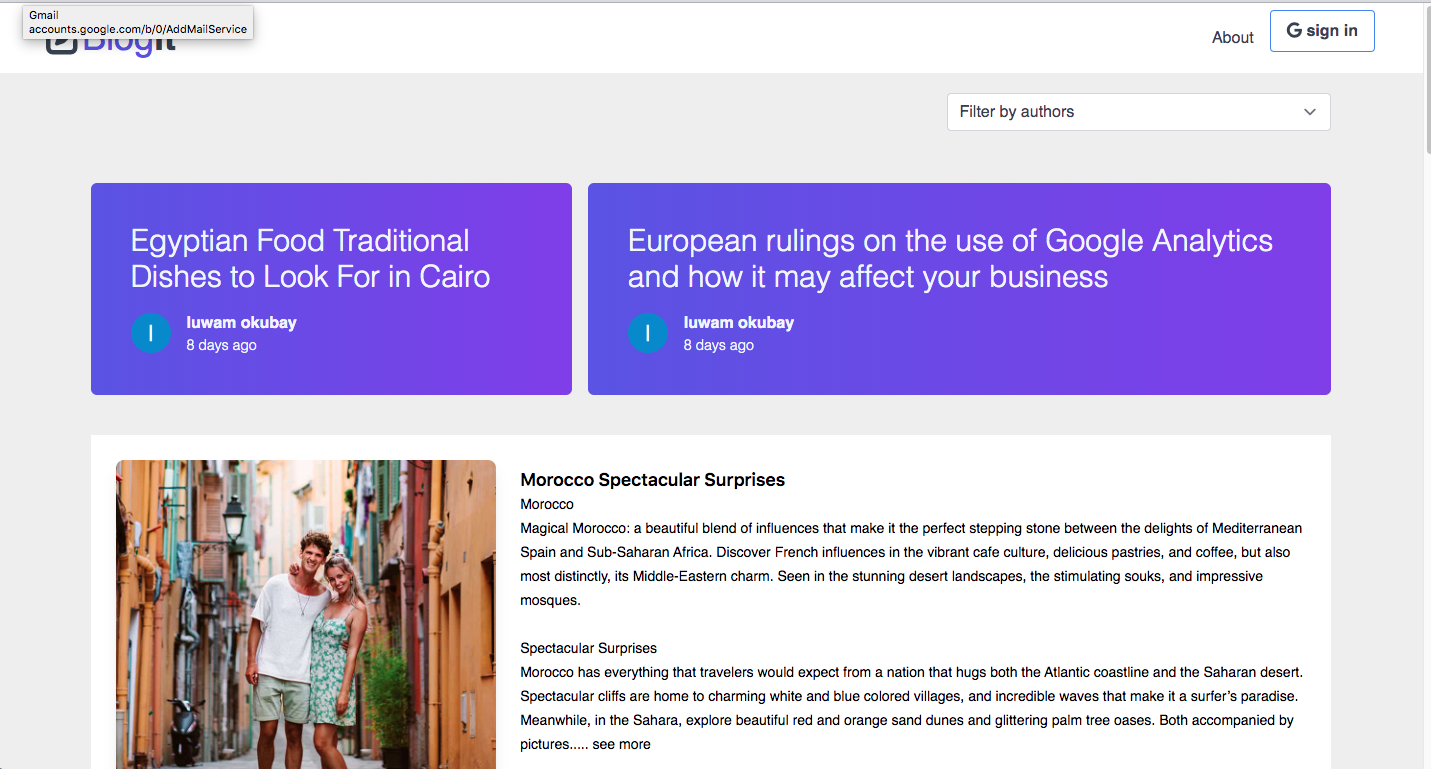 Gmail
accounts.google.com/b/0/AddMailService
BlogIt
About
G sign in
Filter by authors
Egyptian Food Traditional
Dishes to Look For in Cairo
l
luwam okubay
8 days ago
European rulings on the use of Google Analytics
and how it may affect your business
l
luwam okubay
8 days ago
Morocco Spectacular Surprises
Morocco
Magical Morocco: a beautiful blend of influences that make it the perfect stepping stone between the delights of Mediterranean
Spain and Sub-Saharan Africa. Discover French influences in the vibrant cafe culture, delicious pastries, and coffee, but also
most distinctly, its Middle-Eastern charm. Seen in the stunning desert landscapes, the stimulating souks, and impressive
mosques.
Spectacular Surprises
Morocco has everything that travelers would expect from a nation that hugs both the Atlantic coastline and the Saharan desert.
Spectacular cliffs are home to charming white and blue colored villages, and incredible waves that make it a surfer’s paradise.
Meanwhile, in the Sahara, explore beautiful red and orange sand dunes and glittering palm tree oases. Both accompanied by
pictures..... see more